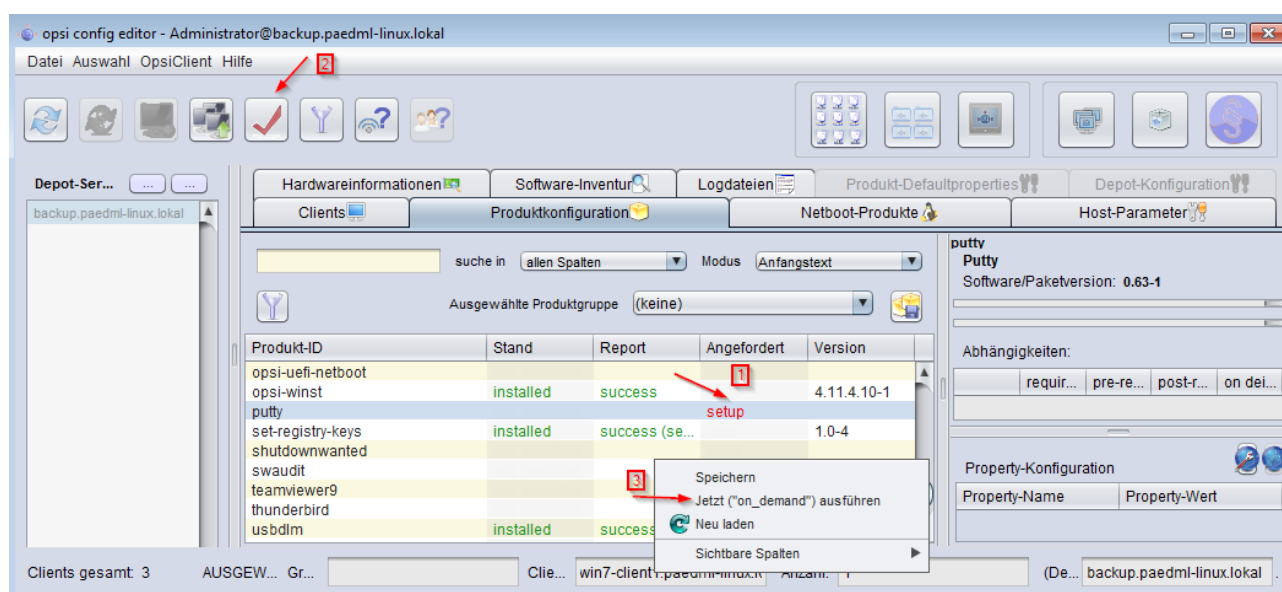 opsi config editor - Administrator@backup.paedml-linux.lokal
Datei Auswahl OpsiClient Hilfe
2
Depot-Ser... ... ...
backup.paedml-linux.lokal
Hardwareinformationen Software-Inventur Logdateien Produkt-Defaultproperties Depot-Konfiguration
Clients Produktkonfiguration Netboot-Produkte Host-Parameter
suche in allen Spalten Modus Anfangstext
Ausgewählte Produktgruppe (keine)
putty
Putty
Software/Paketversion: 0.63-1
Produkt-ID Stand Report Angefordert Version
opsi-uefi-netboot
1
opsi-winst installed success 4.11.4.10-1
putty setup
set-registry-keys installed success (se... 1.0-4
shutdownwanted
swaudit
teamviewer9
thunderbird
usbdlm installed success
3
Speichern
Jetzt ("on_demand") ausführen
Neu laden
Sichtbare Spalten
Abhängigkeiten:
requir... pre-re... post-r... on dei...
Property-Konfiguration
Property-Name Property-Wert
Clients gesamt: 3 AUSGEW... Gr... Clie... win7-client1.paedml-linux.l Anzahl: 1 (De... backup.paedml-linux.lokal